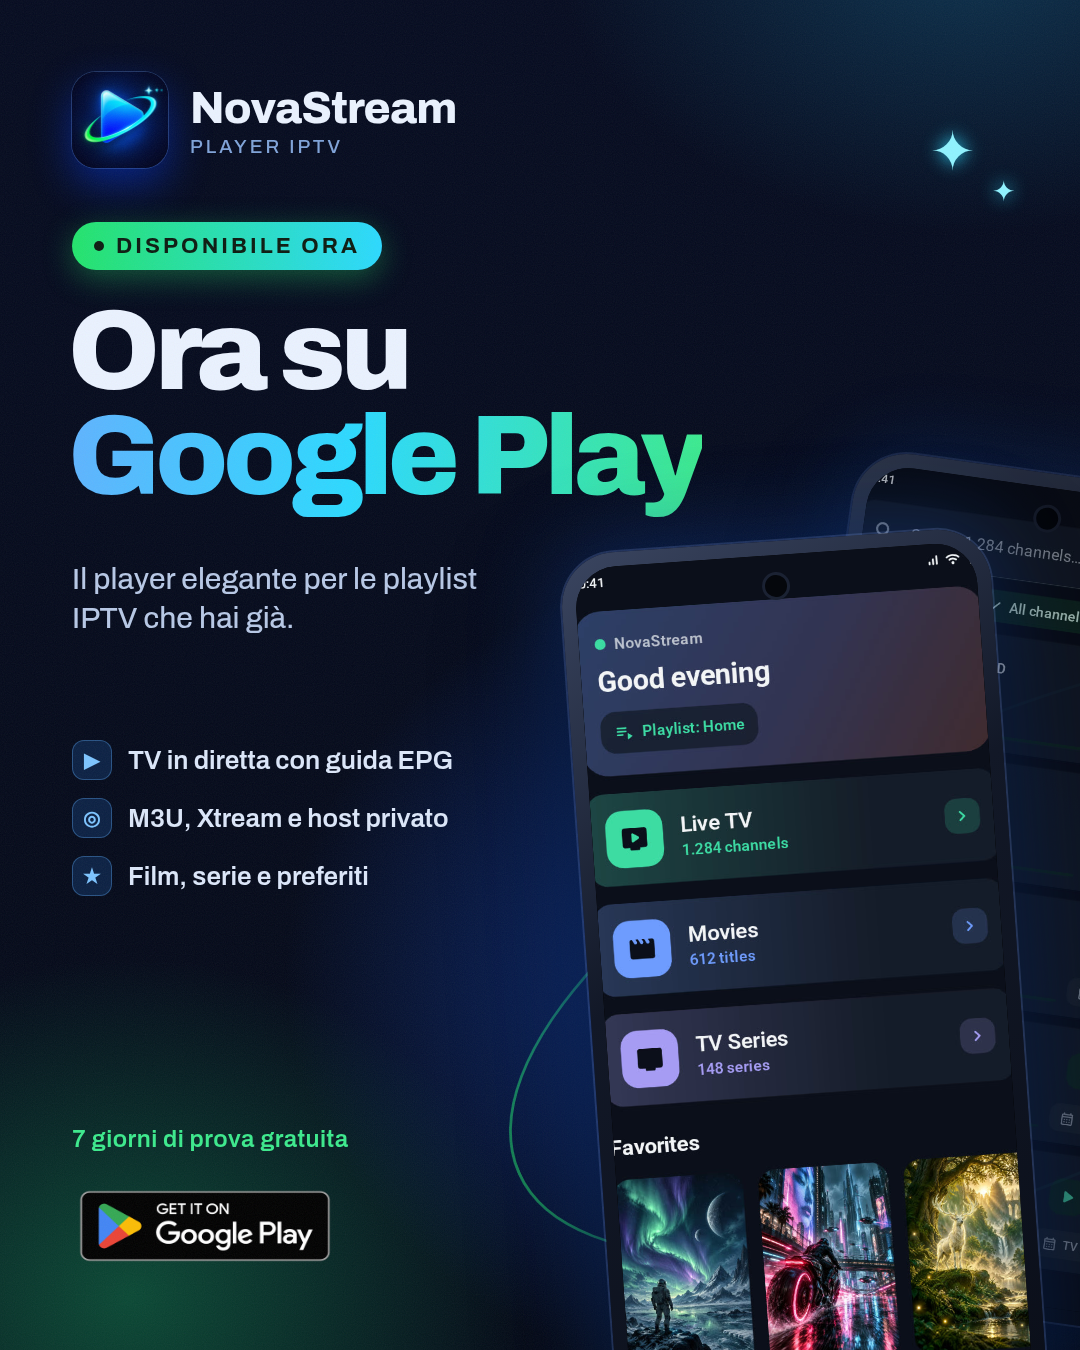 NovaStream
PLAYER IPTV
DISPONIBILE ORA
Ora su
Google Play
Il player elegante per le playlist
IPTV che hai già.
TV in diretta con guida EPG
M3U, Xtream e host privato
Film, serie e preferiti
7 giorni di prova gratuita
GET IT ON
Google Play
:41
NovaStream
Good evening
Playlist: Home
Live TV
1.284 channels
Movies
612 titles
TV Series
148 series
Favorites
:41
1.284 channels...
All channel
D
TV